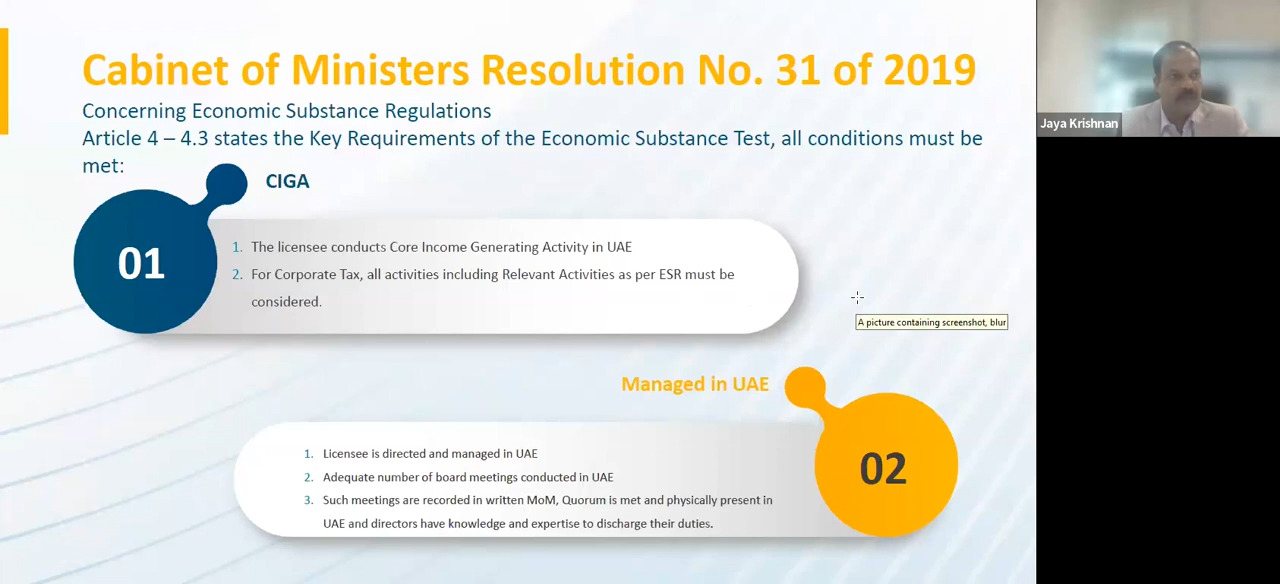 Cabinet of Ministers Resolution No. 31 of 2019
Concerning Economic Substance Regulations
Article 4 – 4.3 states the Key Requirements of the Economic Substance Test, all conditions must be
met:
CIGA
01
1. The licensee conducts Core Income Generating Activity in UAE
2. For Corporate Tax, all activities including Relevant Activities as per ESR must be
considered.
A picture containing screenshot, blur
Managed in UAE
02
1. Licensee is directed and managed in UAE
2. Adequate number of board meetings conducted in UAE
3. Such meetings are recorded in written MoM, Quorum is met and physically present in
UAE and directors have knowledge and expertise to discharge their duties.
Jaya Krishnan